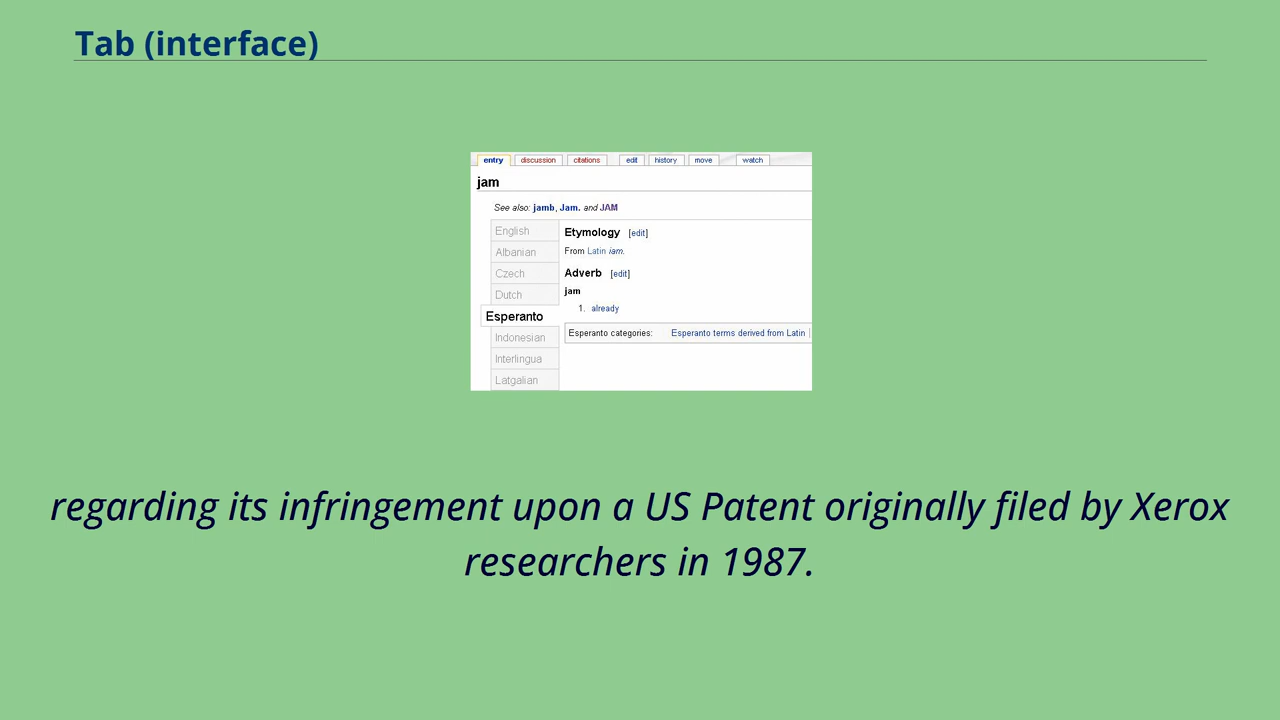 Tab (interface)
entry discussion citations edit history move watch
jam
See also: jamb, Jam. and JAM
English
Albanian
Czech
Dutch
Esperanto
Indonesian
Interlingua
Latgalian
Etymology [edit]
From Latin iam.
Adverb [edit]
jam
1. already
Esperanto categories: Esperanto terms derived from Latin |
regarding its infringement upon a US Patent originally filed by Xerox
researchers in 1987.